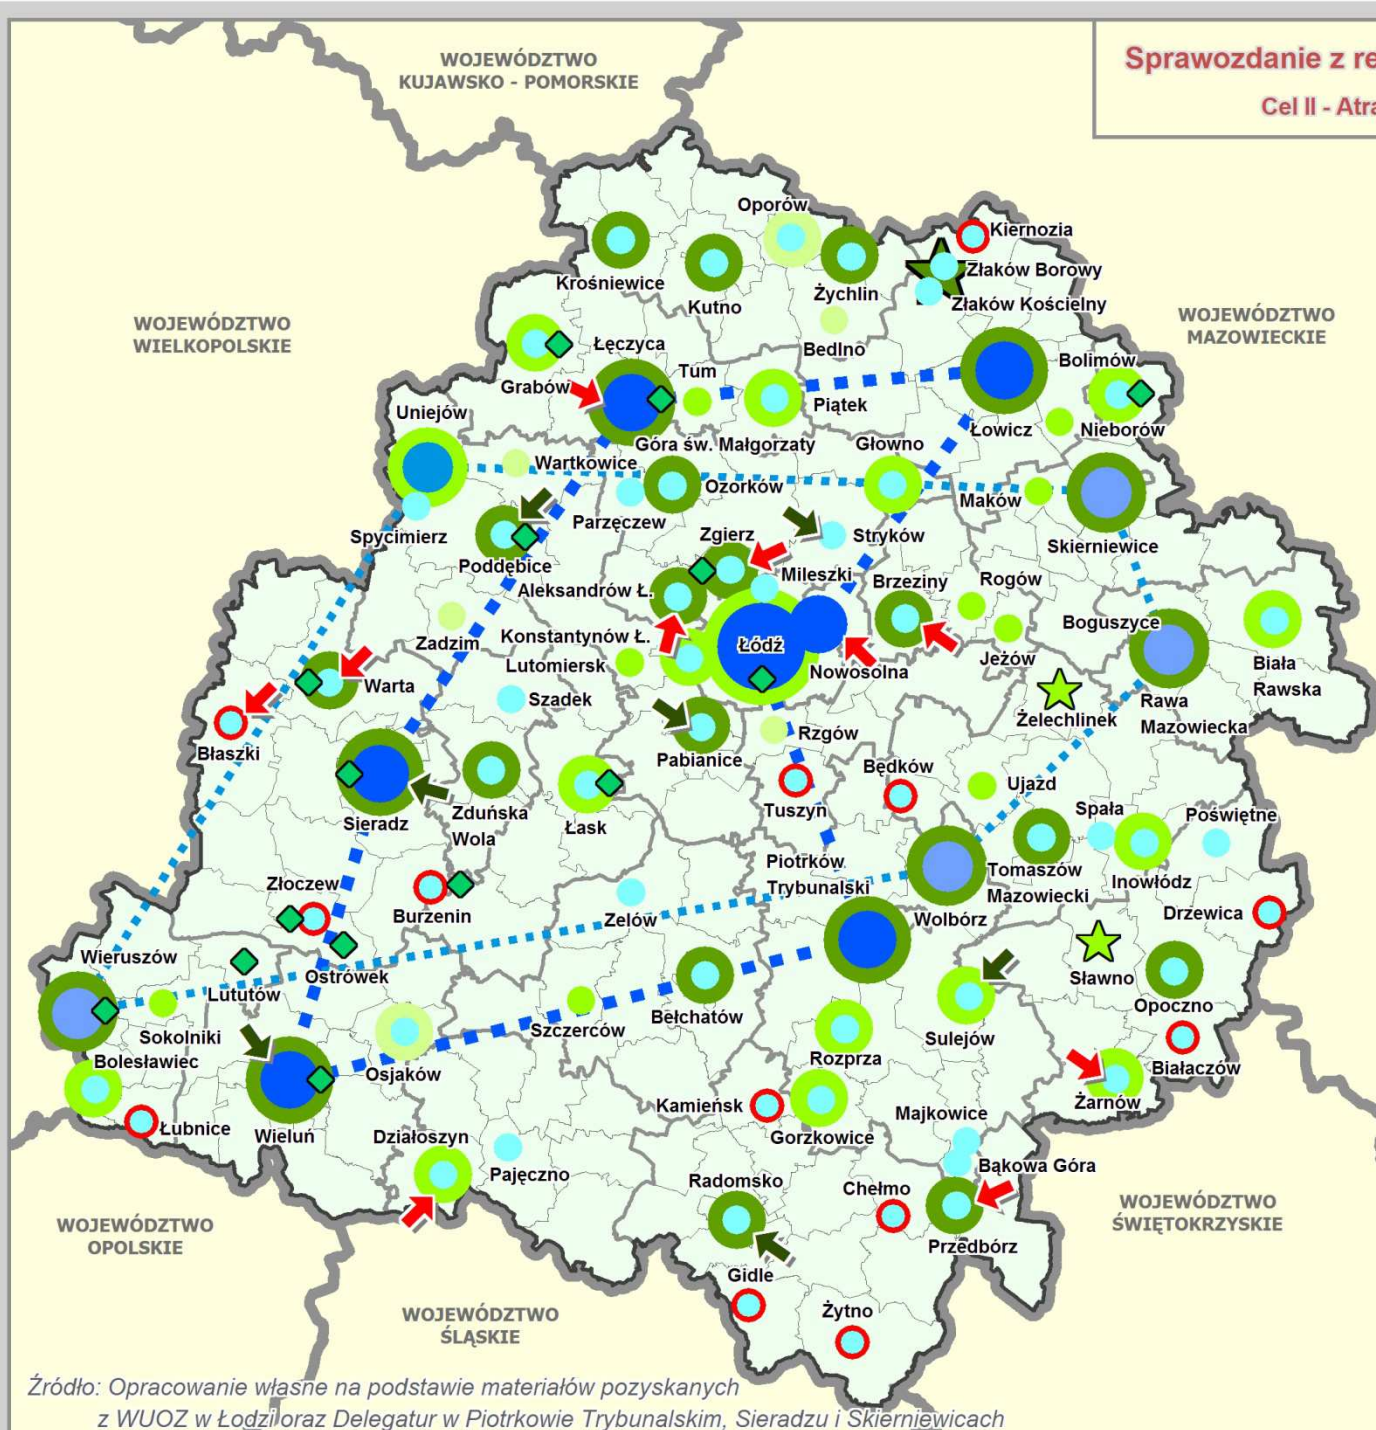 Sprawozdanie z re
Cel II - Atra
WOJEWÓDZTWO
KUJAWSKO - POMORSKIE
WOJEWÓDZTWO
WIELKOPOLSKIE
WOJEWÓDZTWO
MAZOWIECKIE
Oporów
Kiernozia
Krośniewice
Kutno
Żychlin
Złaków Borowy
Złaków Kościelny
Bedlno
Łęczyca
Tum
Bolimów
Grabów
Piątek
Uniejów
Góra św. Małgorzaty
Głowno
Łowicz
Nieborów
Wartkowice
Ozorków
Maków
Parzęczew
Spycimierz
Zgierz
Stryków
Skierniewice
Poddębice
Mileszki
Aleksandrów Ł.
Brzeziny
Rogów
Zadzim
Konstantynów Ł.
Łódź
Boguszyce
Lutomiersk
Nowosolna
Jeżów
Biała
Rawska
Warta
Szadek
Rawa
Mazowiecka
Żelechlinek
Błaszki
Pabianice
Rzgów
Będków
Ujazd
Sieradz
Zduńska
Wola
Łask
Tuszyn
Spała
Poświętne
Piotrków
Trybunalski
Tomaszów
Mazowiecki
Inowłódz
Złoczew
Burzenin
Zelów
Wolbórz
Drzewica
Wieruszów
Ostrówek
Sławno
Lututów
Opoczno
Sokolniki
Szczerców
Bełchatów
Sulejów
Bolesławiec
Osjaków
Rozprza
Białaczów
Kamieńsk
Żarnów
Łubnice
Wieluń
Działoszyn
Gorzkowice
Majkowice
Pajęczno
Bąkowa Góra
Radomsko
Chełmo
Przedbórz
WOJEWÓDZTWO
OPOLSKIE
WOJEWÓDZTWO
ŚWIĘTOKRZYSKIE
Gidle
Żytno
WOJEWÓDZTWO
ŚLĄSKIE
Źródło: Opracowanie własne na podstawie materiałów pozyskanych
z WUOZ w Łodzi oraz Delegatur w Piotrkowie Trybunalskim, Sieradzu i Skierniewicach